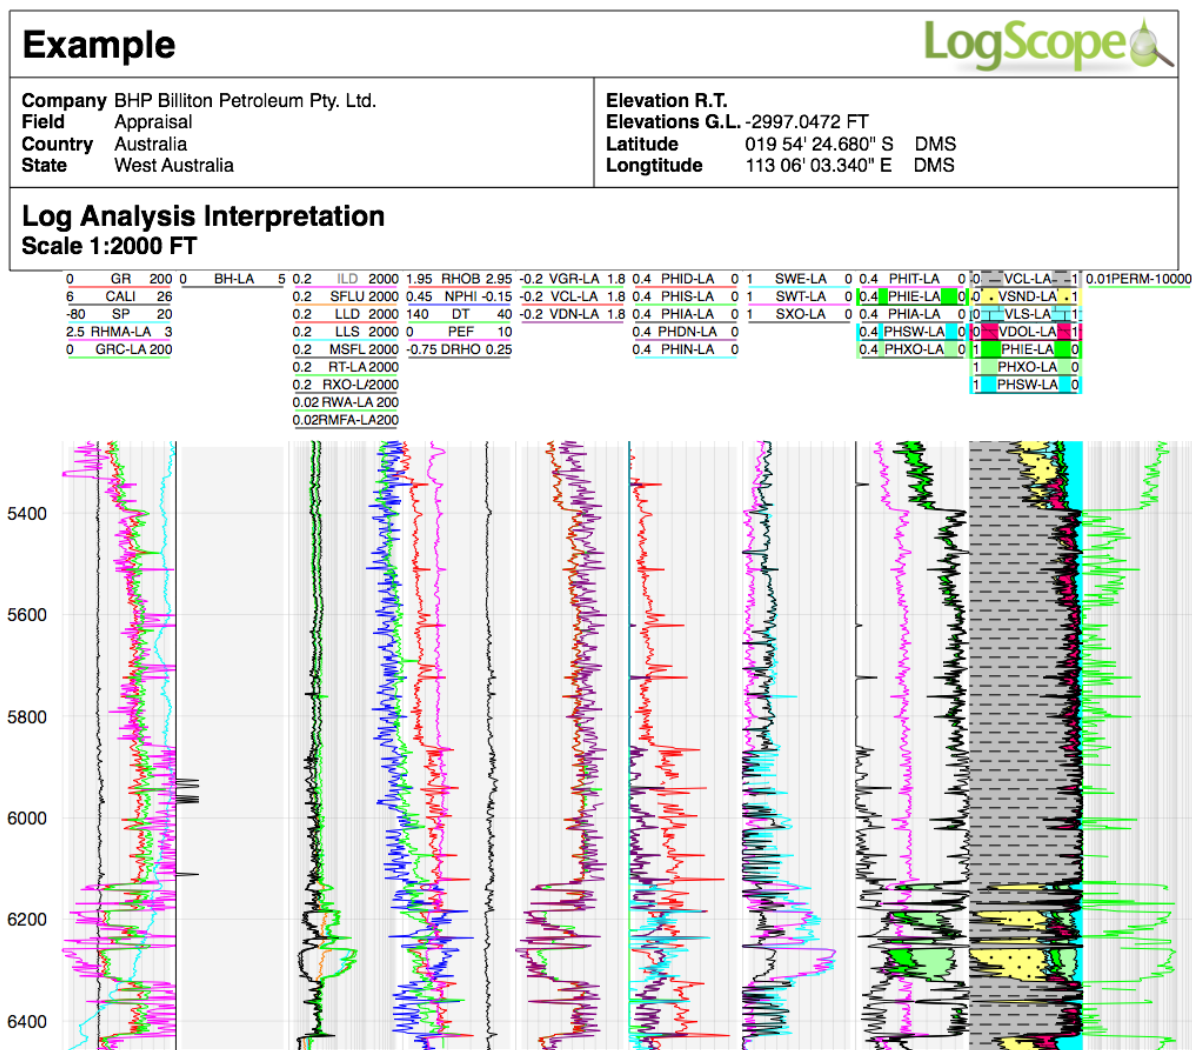 Example
LogScope
Company BHP Billiton Petroleum Pty. Ltd.
Field Appraisal
Country Australia
State West Australia
Elevation R.T.
Elevations G.L. -2997.0472 FT
Latitude 019 54' 24.680" S DMS
Longtitude 113 06' 03.340" E DMS
Log Analysis Interpretation
Scale 1:2000 FT
0 GR 200 0 BH-LA 5 0.2 ILD 2000 1.95 RHOB 2.95 -0.2 VGR-LA 1.8 0.4 PHID-LA 0 1 SWE-LA 0 0.4 PHIT-LA 0 0 VCL-LA 1 0.01PERM-10000
6 CALI 26 0.2 SFLU 2000 0.45 NPHI -0.15 -0.2 VCL-LA 1.8 0.4 PHIS-LA 0 1 SWT-LA 0 0.4 PHIE-LA 0 0 VSND-LA 1
-80 SP 20 0.2 LLD 2000 140 DT 40 -0.2 VDN-LA 1.8 0.4 PHIA-LA 0 1 SXO-LA 0 0.4 PHIA-LA 0 0 VLS-LA 1
2.5 RHMA-LA 3 0.2 LLS 2000 0 PEF 10 0.4 PHDN-LA 0 0.4 PHSW-LA 0 0 VDOL-LA 1
0 GRC-LA 200 0.2 MSFL 2000 -0.75 DRHO 0.25 0.4 PHIN-LA 0 0.4 PHXO-LA 0 1 PHIE-LA 0
0.2 RT-LA 2000 1 PHXO-LA 0
0.2 RXO-L/2000 1 PHSW-LA 0
0.02 RWA-LA 200
0.02RMFA-LA200
5400
5600
5800
6000
6200
6400